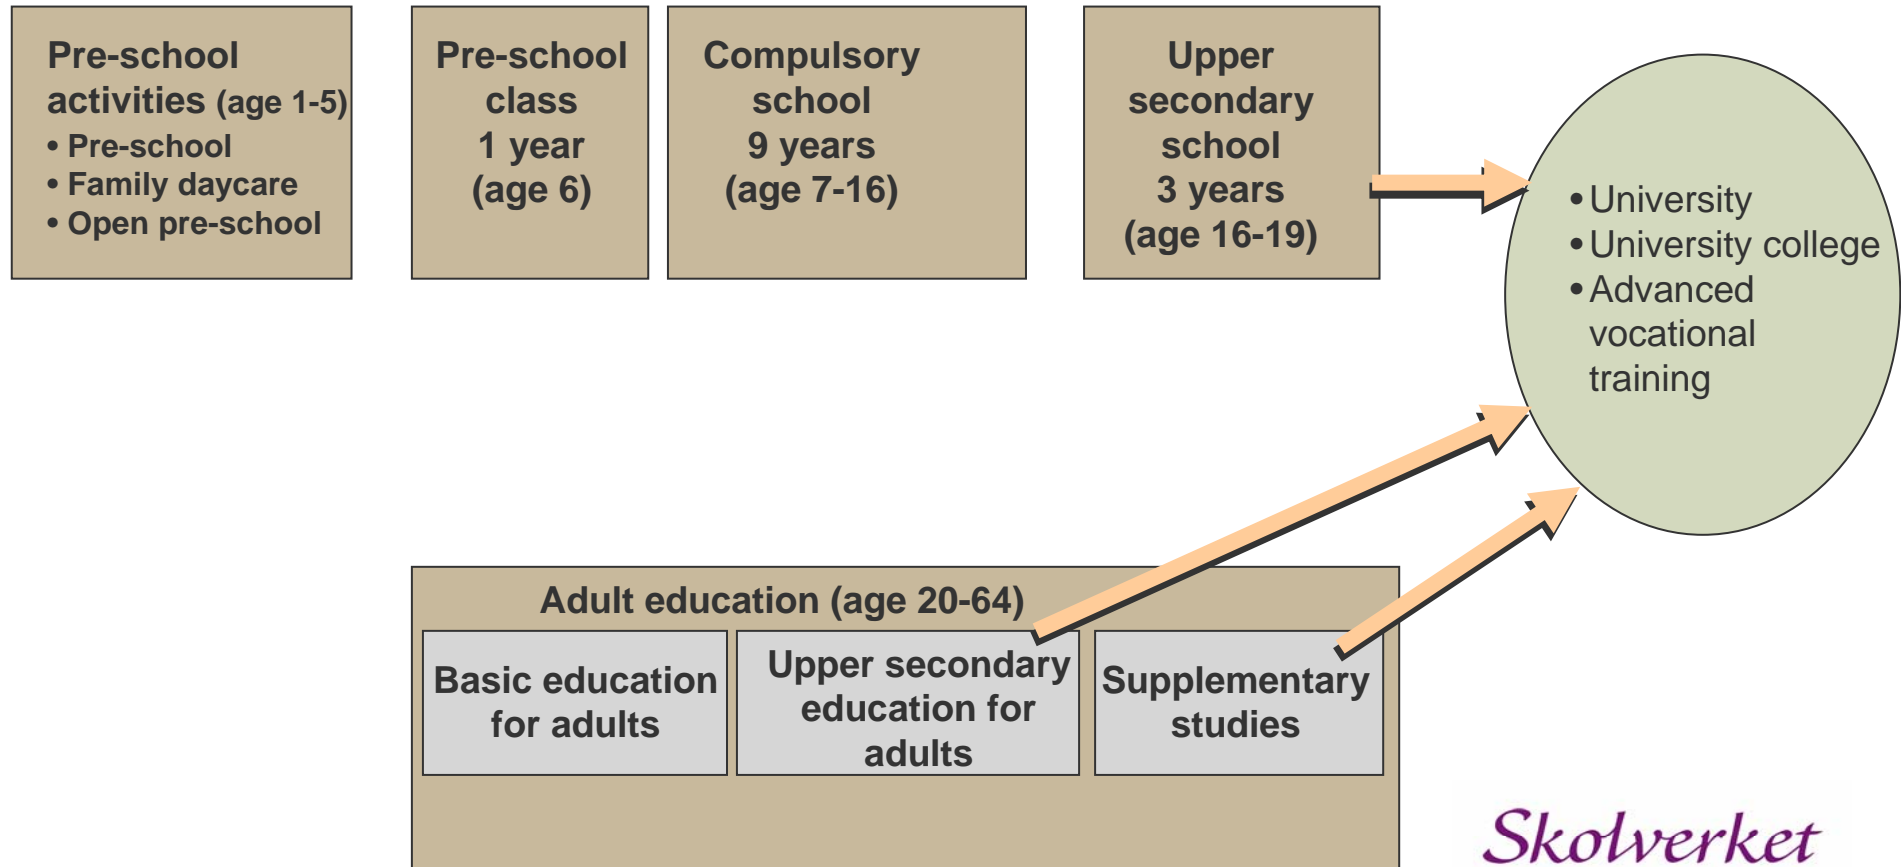 Pre-school
activities (age 1-5)
• Pre-school
• Family daycare
• Open pre-school
Pre-school
class
1 year
(age 6)
Compulsory
school
9 years
(age 7-16)
Upper
secondary
school
3 years
(age 16-19)
• University
• University college
• Advanced
vocational
training
Adult education (age 20-64)
Basic education
for adults
Upper secondary
education for
adults
Supplementary
studies
Skolverket